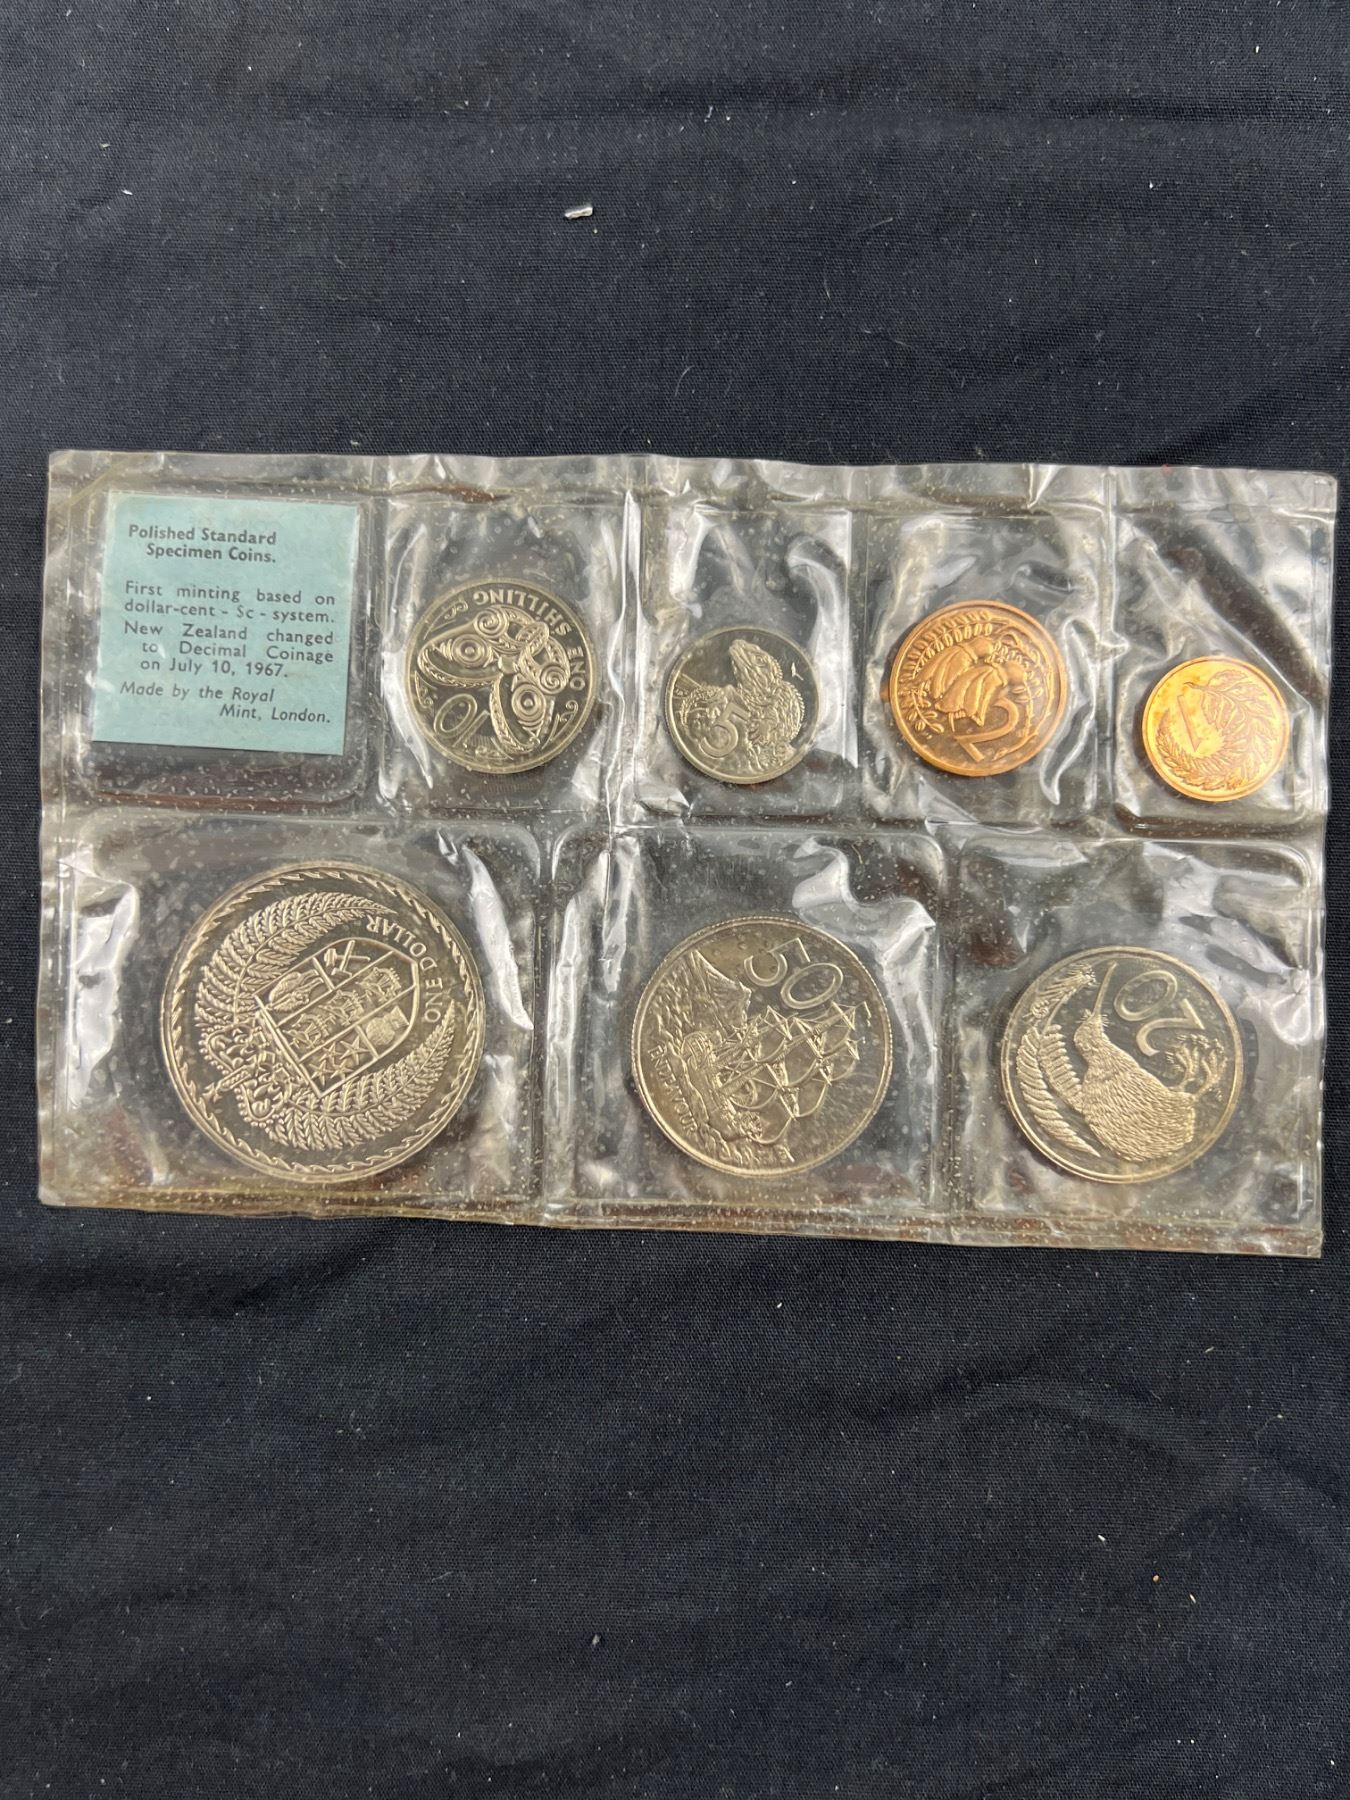 Polished Standard
Specimen Coins.
First minting based on
dollar-cent - $c - system.
New Zealand changed
to Decimal Coinage
on July 10, 1967.
Made by the Royal
Mint, London.
ONE SHILLING
10
5
2
1
ONE DOLLAR
50
ENDEAVOUR
20